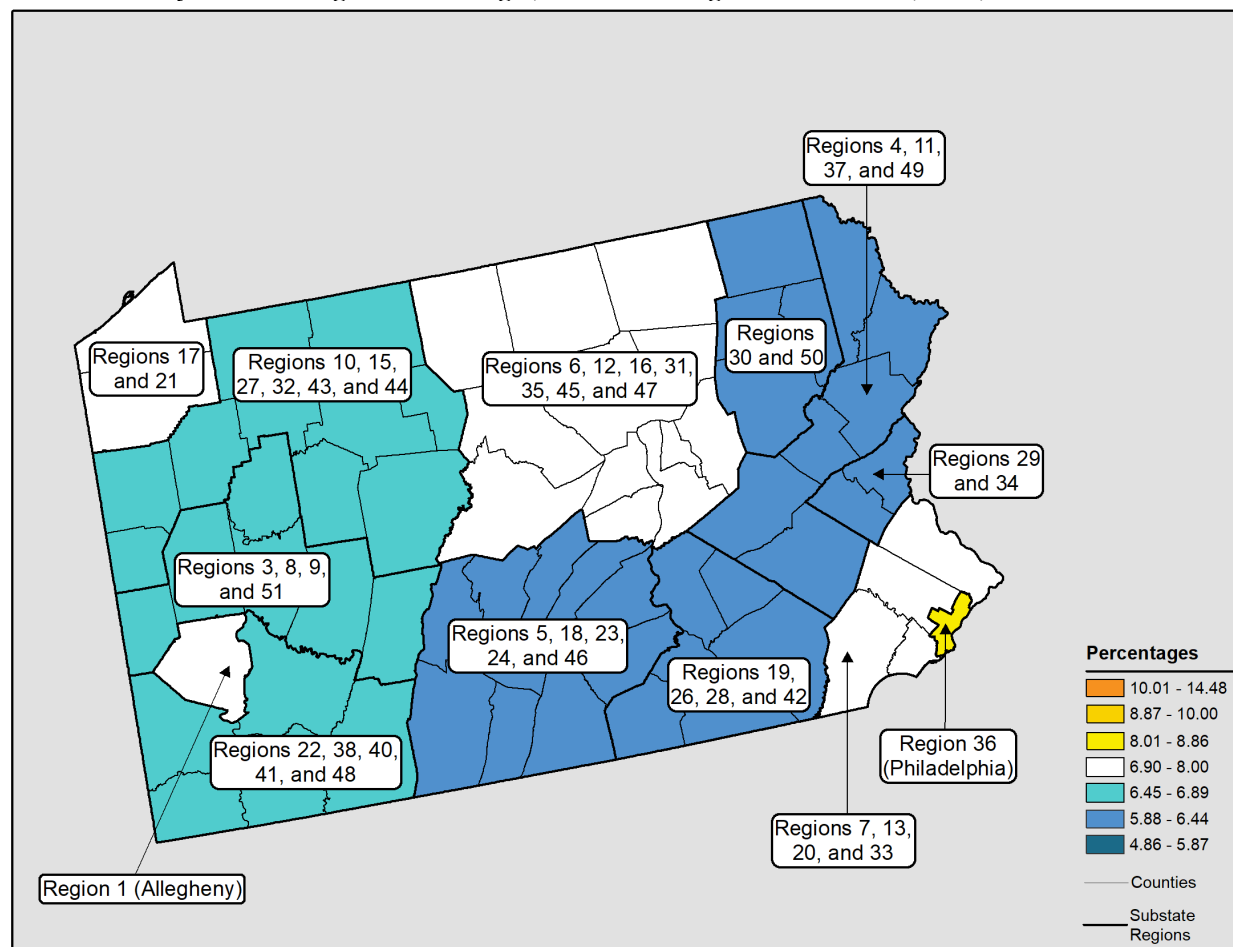 Regions 4, 11,
37, and 49
Regions 17
and 21
Regions 10, 15,
27, 32, 43, and 44
Regions 6, 12, 16, 31,
35, 45, and 47
Regions
30 and 50
Regions 29
and 34
Regions 3, 8, 9,
and 51
Regions 5, 18, 23,
24, and 46
Regions 19,
26, 28, and 42
Regions 22, 38, 40,
41, and 48
Region 36
(Philadelphia)
Regions 7, 13,
20, and 33
Region 1 (Allegheny)
Percentages
10.01 - 14.48
8.87 - 10.00
8.01 - 8.86
6.90 - 8.00
6.45 - 6.89
5.88 - 6.44
4.86 - 5.87
Counties
Substate
Regions